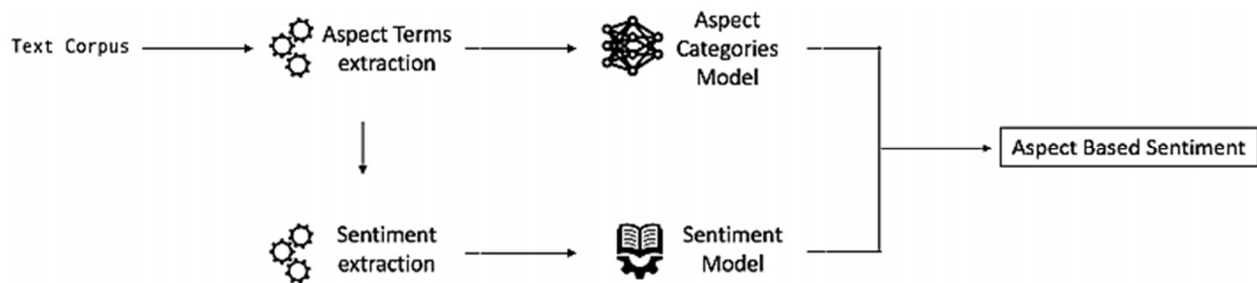 Text Corpus
Aspect Terms
extraction
Aspect
Categories
Model
Aspect Based Sentiment
Sentiment
extraction
Sentiment
Model